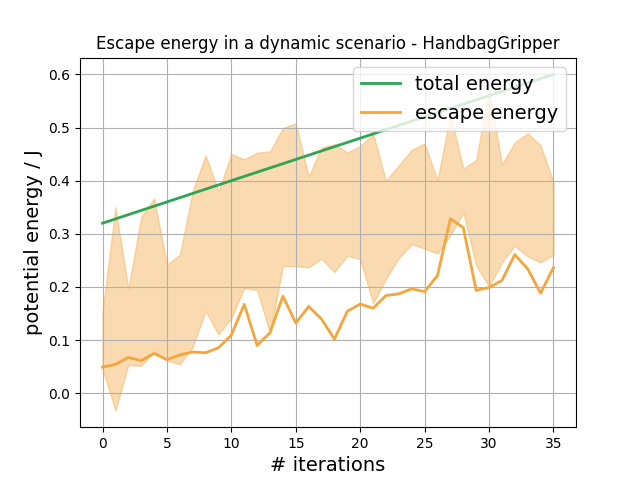 Escape energy in a dynamic scenario - HandbagGripper
total energy
escape energy
potential energy / J
0.6
0.5
0.4
0.3
0.2
0.1
0.0
0 5 10 15 20 25 30 35
# iterations